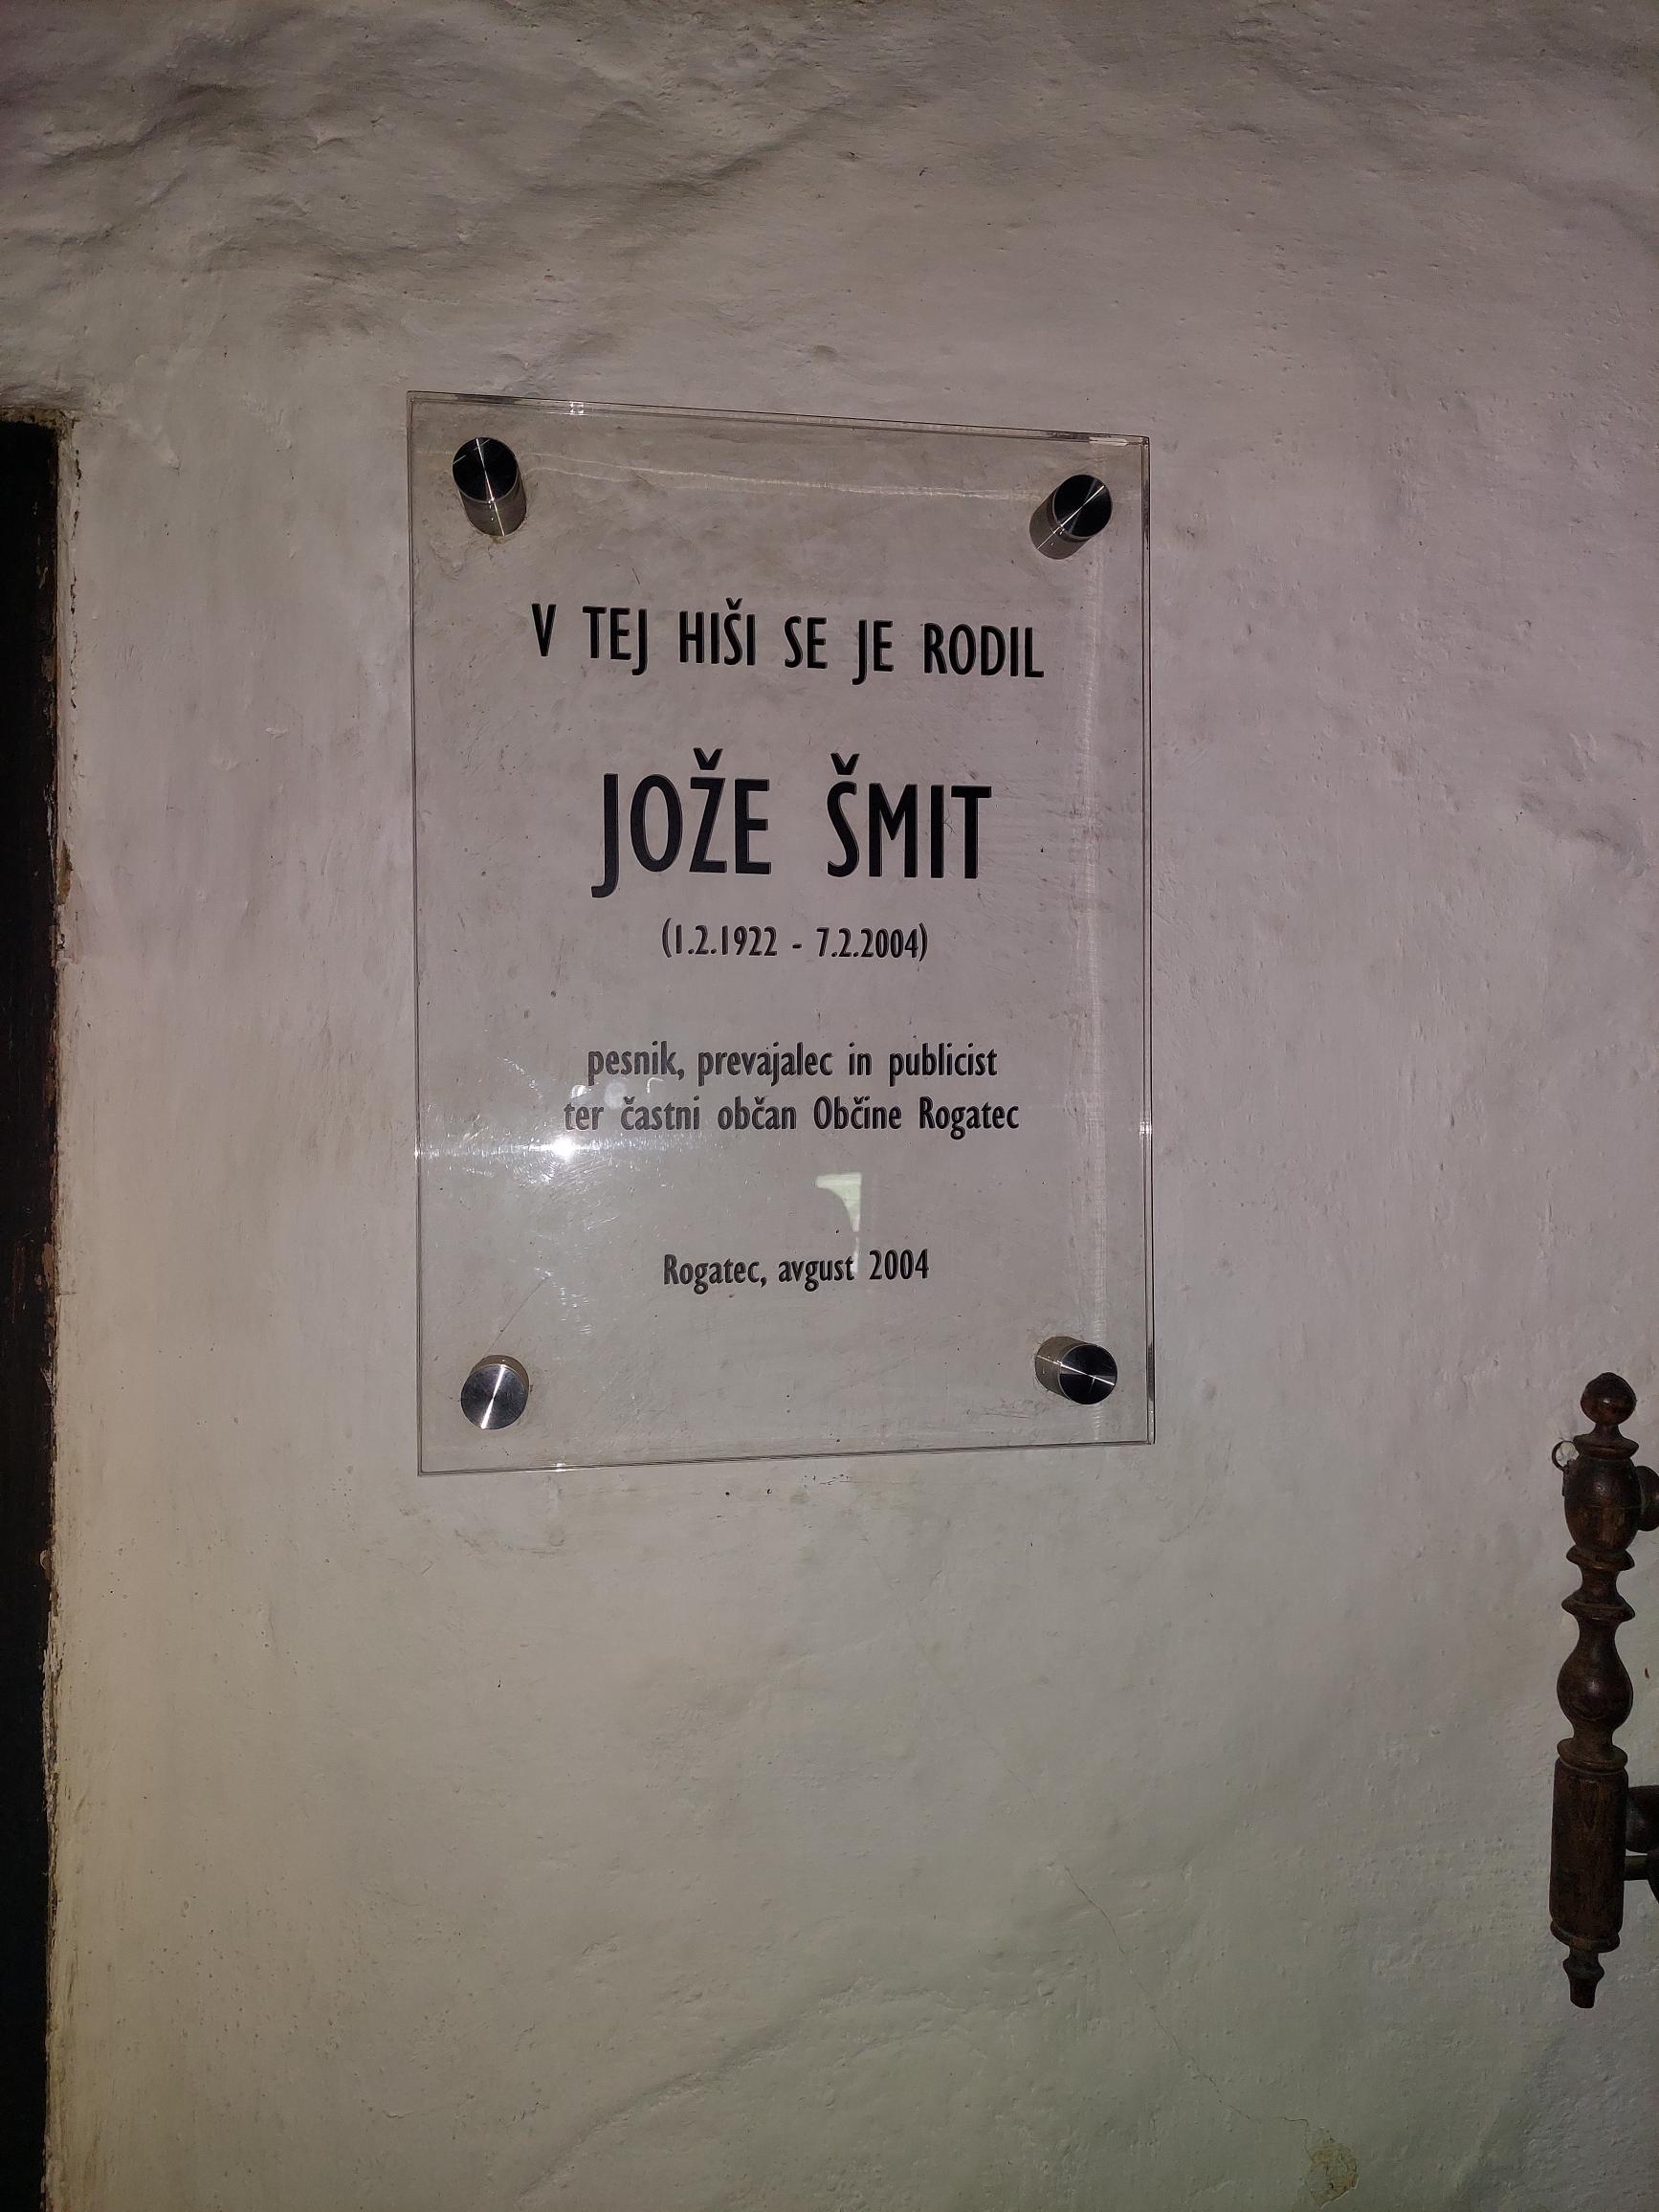 V TEJ HIŠI SE JE RODIL
JOŽE ŠMIT
(1.2.1922 - 7.2.2004)
pesnik, prevajalec in publicist
ter častni občan Občine Rogatec
Rogatec, avgust 2004